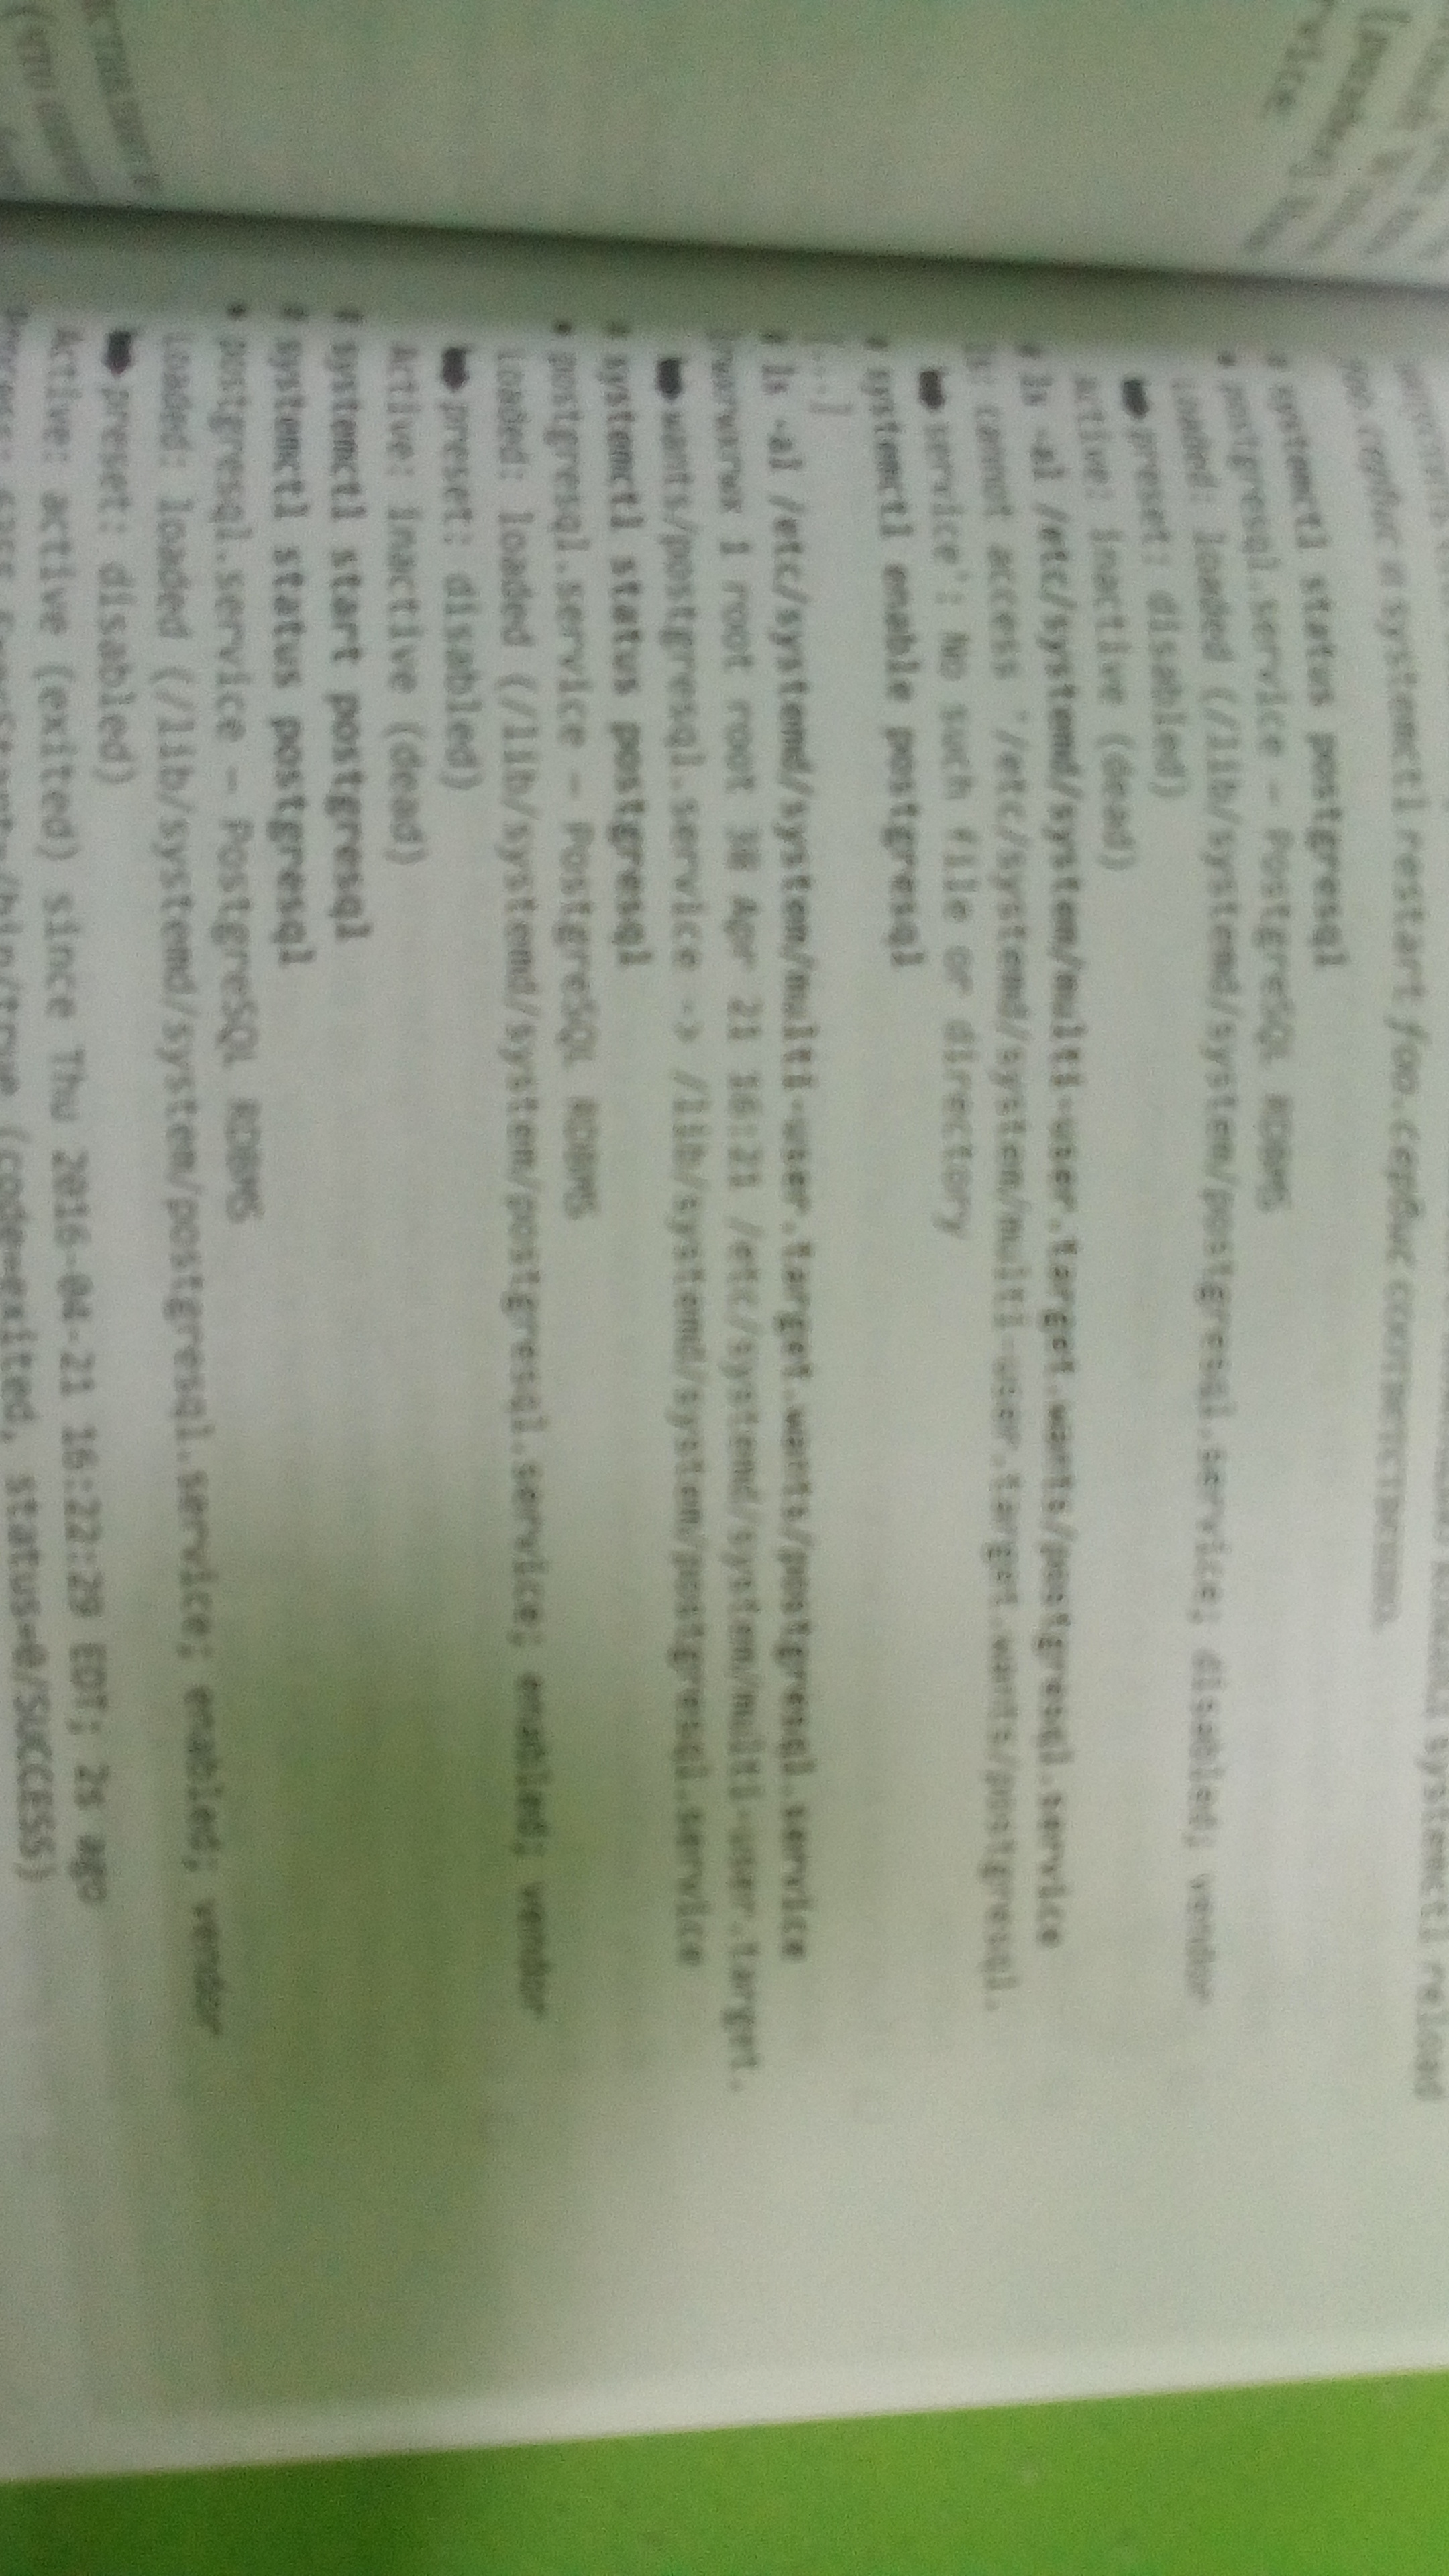 systemctl reload
foo.сервис и systemctl restart foo.сервис соответственно.
# systemctl status postgresql
• postgresql.service – PostgreSQL RDBMS
Loaded: loaded (/lib/systemd/system/postgresql.service; disabled; vendor
➥preset: disabled)
Active: inactive (dead)
# ls -al /etc/systemd/system/multi-user.target.wants/postgresql.service
ls: cannot access '/etc/systemd/system/multi-user.target.wants/postgresql.
➥service': No such file or directory
# systemctl enable postgresql
[...]
# ls -al /etc/systemd/system/multi-user.target.wants/postgresql.service
lrwxrwxrwx 1 root root 38 Apr 21 16:21 /etc/systemd/system/multi-user.target.
➥wants/postgresql.service -> /lib/systemd/system/postgresql.service
# systemctl status postgresql
• postgresql.service – PostgreSQL RDBMS
Loaded: loaded (/lib/systemd/system/postgresql.service; enabled; vendor
➥preset: disabled)
Active: inactive (dead)
# systemctl start postgresql
# systemctl status postgresql
• postgresql.service – PostgreSQL RDBMS
Loaded: loaded (/lib/systemd/system/postgresql.service; enabled; vendor
➥preset: disabled)
Active: active (exited) since Thu 2016-04-21 16:22:29 EDT; 2s ago
Process: ExecStart=/bin/true (code=exited, status=0/SUCCESS)